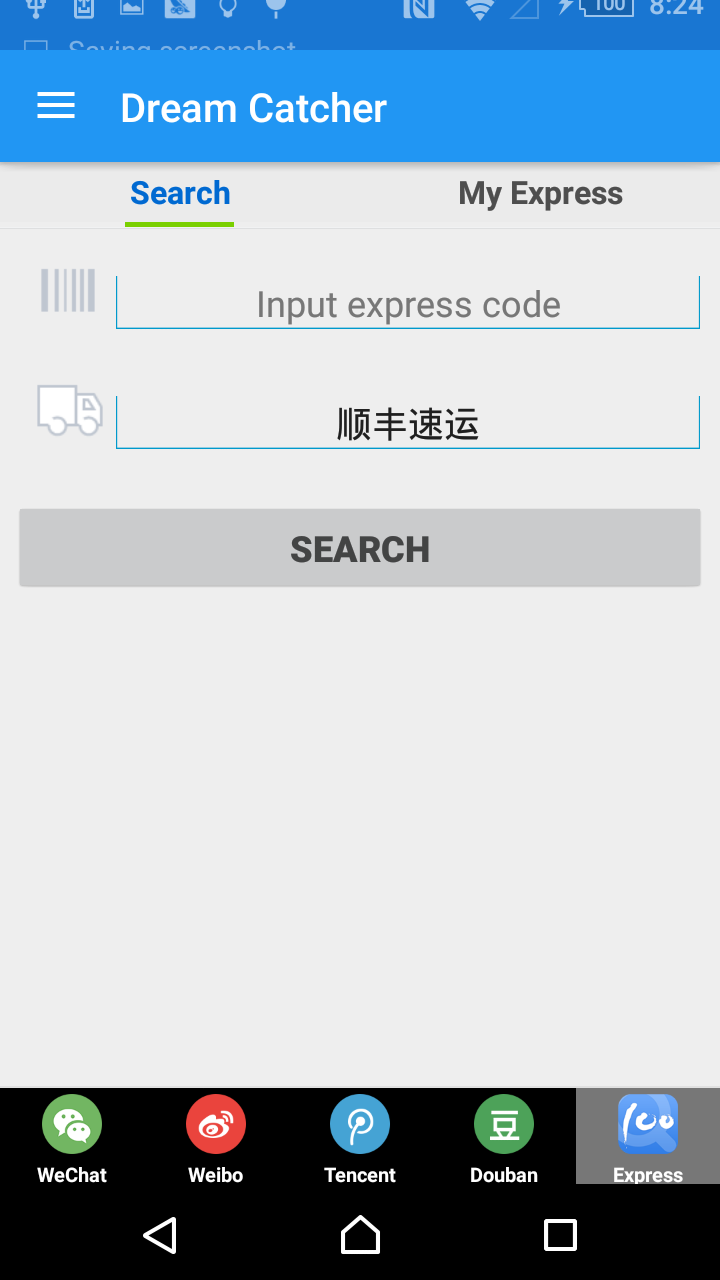 100 8:24
Saving screenshot
Dream Catcher
Search My Express
Input express code
顺丰速运
SEARCH
WeChat Weibo Tencent Douban Express